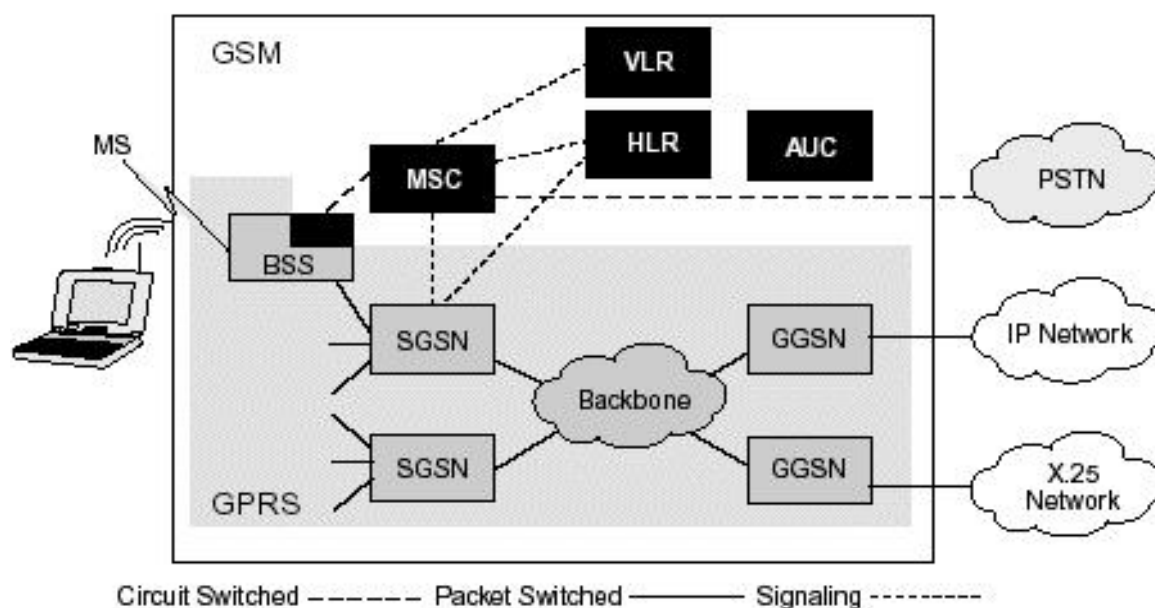 GSM
VLR
MS
HLR
AUC
MSC
PSTN
BSS
SGSN
GGSN
IP Network
Backbone
SGSN
GGSN
X.25
Network
GPRS
Circuit Switched
Packet Switched
Signaling